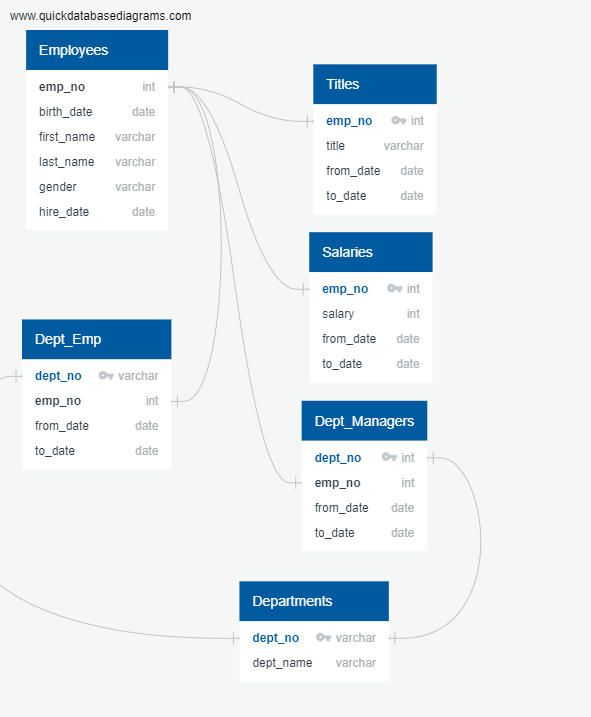 www.quickdatabasediagrams.com
Employees
emp_no int
birth_date date
first_name varchar
last_name varchar
gender varchar
hire_date date
Titles
emp_no int
title varchar
from_date date
to_date date
Salaries
emp_no int
salary int
from_date date
to_date date
Dept_Emp
dept_no varchar
emp_no int
from_date date
to_date date
Dept_Managers
dept_no int
emp_no int
from_date date
to_date date
Departments
dept_no varchar
dept_name varchar